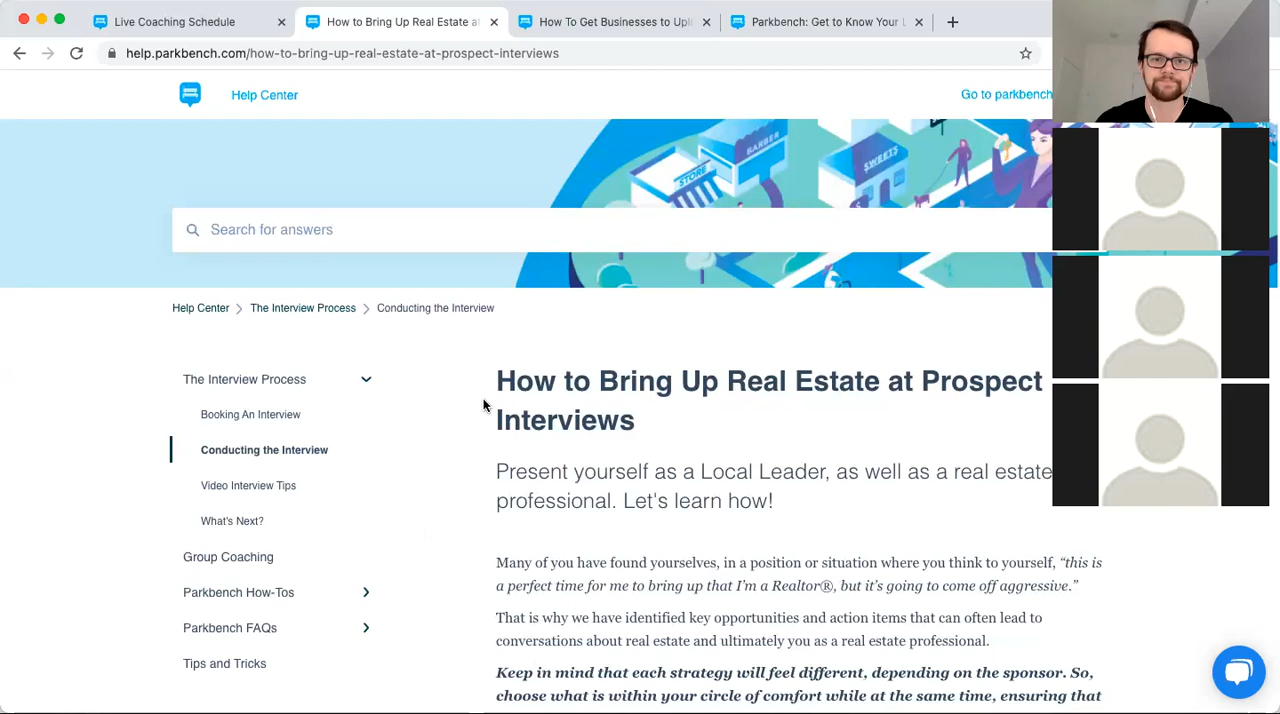 Live Coaching Schedule
How to Bring Up Real Estate a
How To Get Businesses to Upl
Parkbench: Get to Know Your L
help.parkbench.com/how-to-bring-up-real-estate-at-prospect-interviews
Help Center
Go to parkbench
STORE
BARBER
SWEETS
Search for answers
Help Center
The Interview Process
Conducting the Interview
The Interview Process
Booking An Interview
Conducting the Interview
Video Interview Tips
What's Next?
Group Coaching
Parkbench How-Tos
Parkbench FAQs
Tips and Tricks
How to Bring Up Real Estate at Prospect
Interviews
Present yourself as a Local Leader, as well as a real estate
professional. Let's learn how!
Many of you have found yourselves, in a position or situation where you think to yourself, “this is
a perfect time for me to bring up that I’m a Realtor®, but it’s going to come off aggressive.”
That is why we have identified key opportunities and action items that can often lead to
conversations about real estate and ultimately you as a real estate professional.
Keep in mind that each strategy will feel different, depending on the sponsor. So,
choose what is within your circle of comfort while at the same time, ensuring that